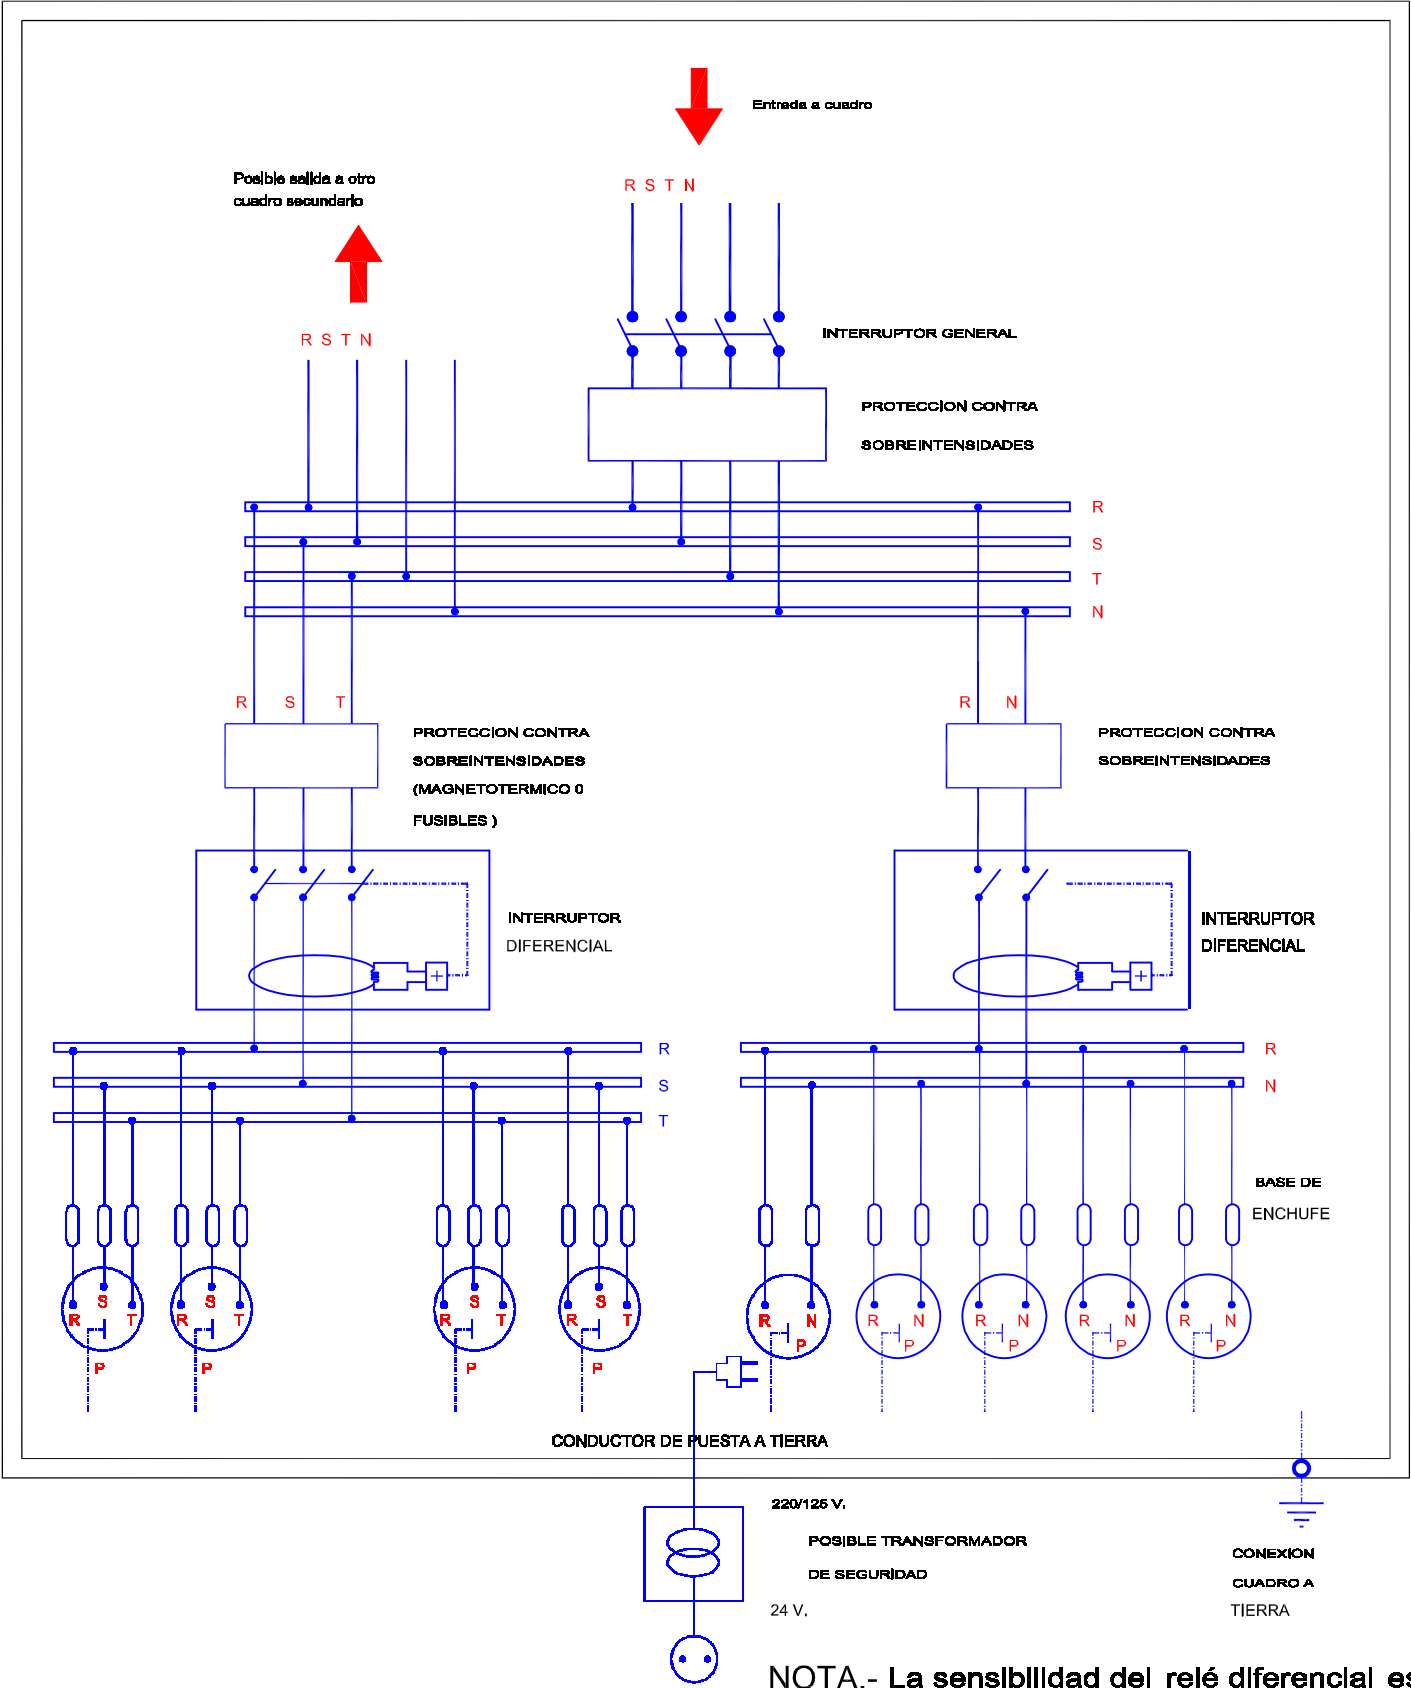 Entrada a cuadro
Posible salida a otro
cuadro secundario
R S T N
INTERRUPTOR GENERAL
R S T N
PROTECCION CONTRA
SOBREINTENSIDADES
R
S
T
N
R S T
R N
PROTECCION CONTRA
SOBREINTENSIDADES
(MAGNETOTERMICO 0
FUSIBLES )
PROTECCION CONTRA
SOBREINTENSIDADES
INTERRUPTOR
DIFERENCIAL
INTERRUPTOR
DIFERENCIAL
R
S
T
R
N
BASE DE
ENCHUFE
R S T P
R S T P
R S T P
R S T P
R N P
R N P
R N P
R N P
R N P
CONDUCTOR DE PUESTA A TIERRA
220/125 V.
POSIBLE TRANSFORMADOR
DE SEGURIDAD
24 V.
CONEXION
CUADRO A
TIERRA
NOTA.- La sensibilidad del relé diferencial es